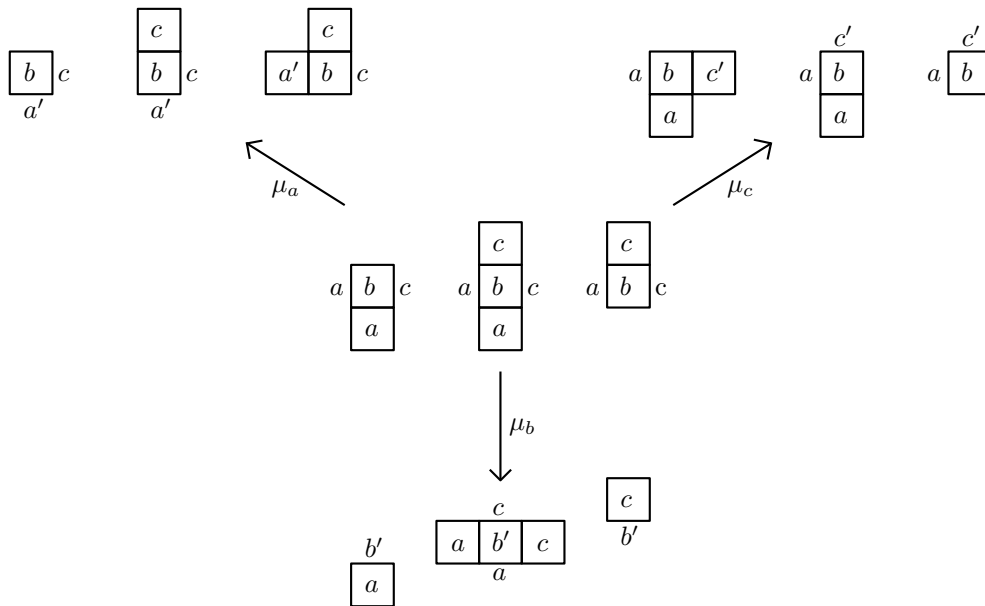 c c c′ c′
b c b c a′ b c a b c′ a b a b
a′ a′ a a
μa μc
c c
a b c a b c a b c
a a
μb
c
b′ c a b′ c b′
a a